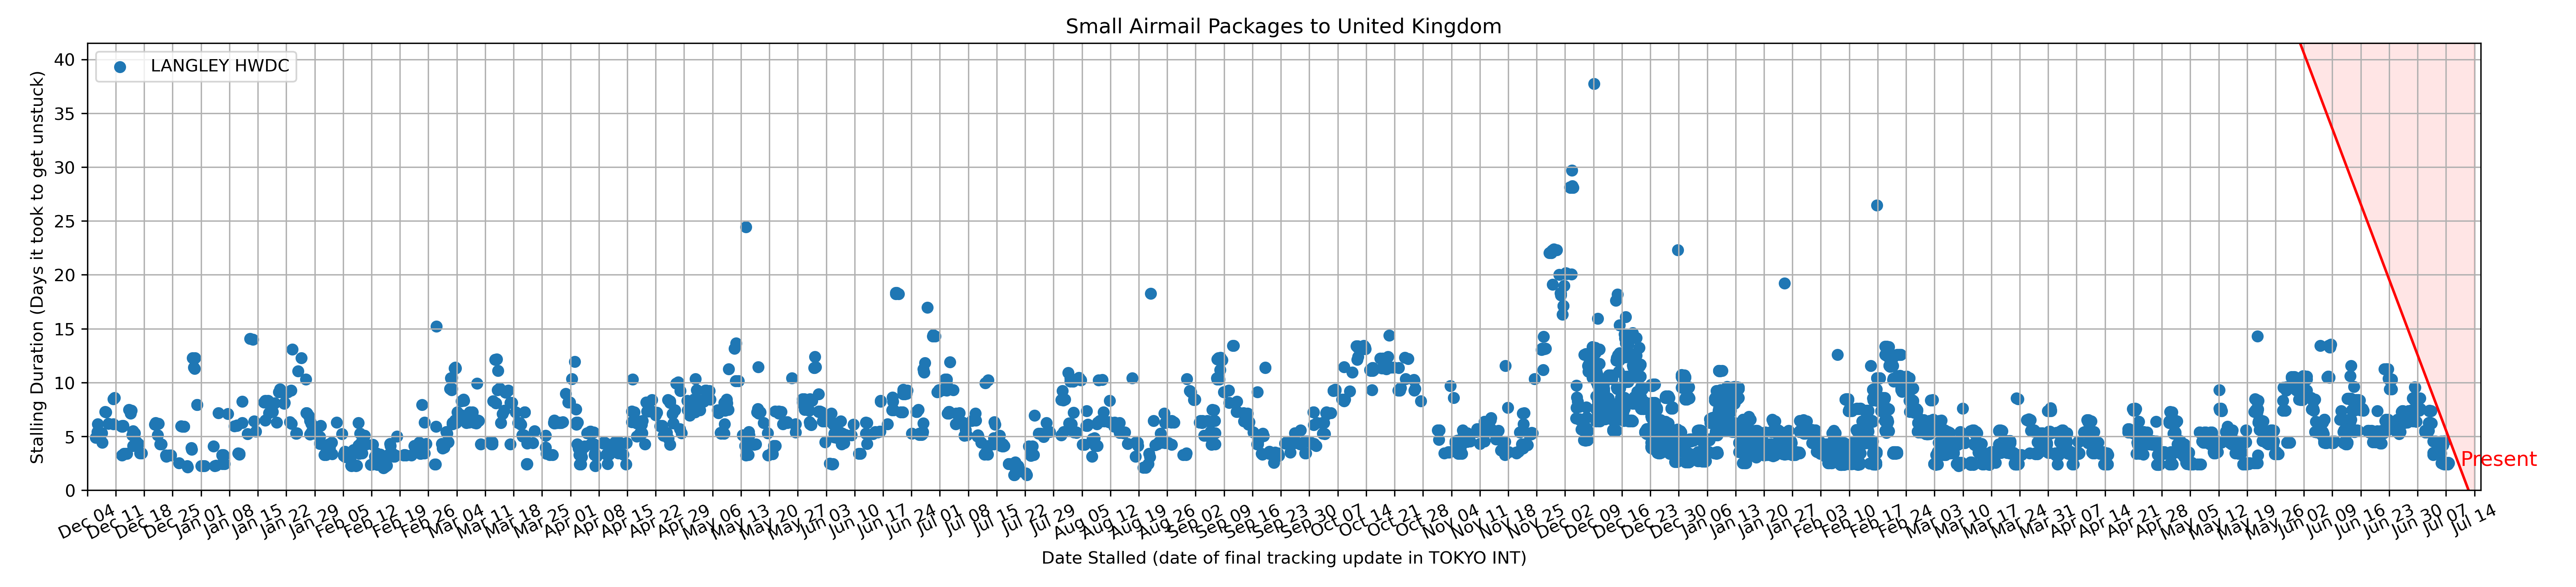 Small Airmail Packages to United Kingdom
LANGLEY HWDC
Stalling Duration (Days it took to get unstuck)
40
35
30
25
20
15
10
5
0
Present
Dec 04 Dec 11 Dec 18 Dec 25 Jan 01 Jan 08 Jan 15 Jan 22 Jan 29 Feb 05 Feb 12 Feb 19 Feb 26 Mar 04 Mar 11 Mar 18 Mar 25 Apr 01 Apr 08 Apr 15 Apr 22 Apr 29 May 06 May 13 May 20 May 27 Jun 03 Jun 10 Jun 17 Jun 24 Jul 01 Jul 08 Jul 15 Jul 22 Jul 29 Aug 05 Aug 12 Aug 19 Aug 26 Sep 02 Sep 09 Sep 16 Sep 23 Sep 30 Oct 07 Oct 14 Oct 21 Oct 28 Nov 04 Nov 11 Nov 18 Nov 25 Dec 02 Dec 09 Dec 16 Dec 23 Dec 30 Jan 06 Jan 13 Jan 20 Jan 27 Feb 03 Feb 10 Feb 17 Feb 24 Mar 03 Mar 10 Mar 17 Mar 24 Mar 31 Apr 07 Apr 14 Apr 21 Apr 28 May 05 May 12 May 19 May 26 Jun 02 Jun 09 Jun 16 Jun 23 Jun 30 Jul 07 Jul 14
Date Stalled (date of final tracking update in TOKYO INT)